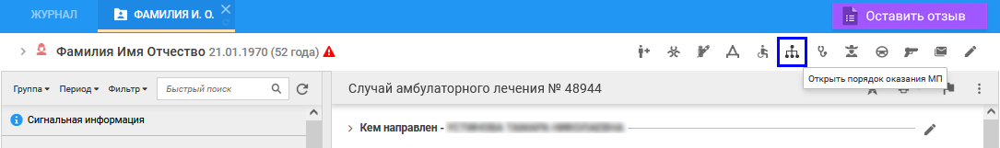 ЖУРНАЛ
ФАМИЛИЯ И. О.
Оставить отзыв
Фамилия Имя Отчество 21.01.1970 (52 года)
Открыть порядок оказания МП
Группа Период Фильтр Быстрый поиск
Случай амбулаторного лечения № 48944
Сигнальная информация
Кем направлен -